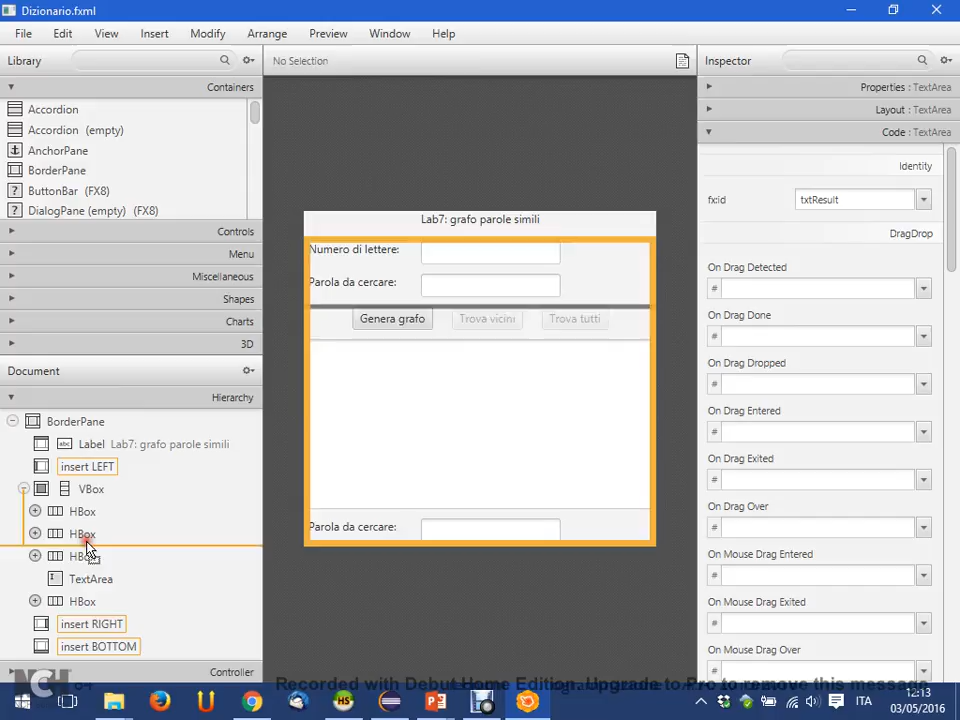 Dizionario.fxml
File Edit View Insert Modify Arrange Preview Window Help
Library
Containers
Accordion
Accordion (empty)
AnchorPane
BorderPane
ButtonBar (FX8)
DialogPane (empty) (FX8)
Controls
Menu
Miscellaneous
Shapes
Charts
3D
Document
Hierarchy
BorderPane
Label Lab7: grafo parole simili
insert LEFT
VBox
HBox
HBox
HBox
TextArea
HBox
insert RIGHT
insert BOTTOM
Controller
No Selection
Lab7: grafo parole simili
Numero di lettere:
Parola da cercare:
Genera grafo Trova vicini Trova tutti
Parola da cercare:
Inspector
Properties : TextArea
Layout : TextArea
Code : TextArea
Identity
fx:id txtResult
DragDrop
On Drag Detected
#
On Drag Done
#
On Drag Dropped
#
On Drag Entered
#
On Drag Exited
#
On Drag Over
#
On Mouse Drag Entered
#
On Mouse Drag Exited
#
On Mouse Drag Over
#
NCH
Recorded with Debut Home Edition. Upgrade to Pro to remove this message
ITA
12:13
03/05/2016